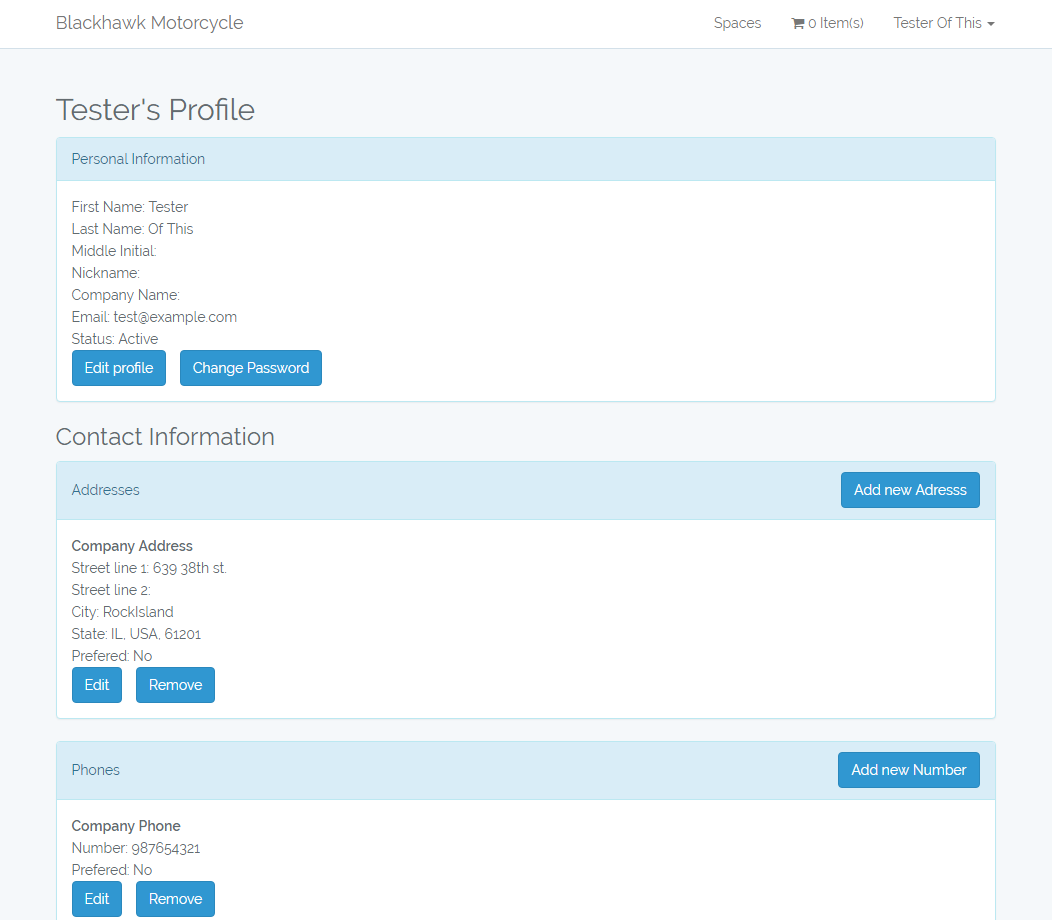 Blackhawk Motorcycle
Spaces
0 Item(s)
Tester Of This
Tester's Profile
Personal Information
First Name: Tester
Last Name: Of This
Middle Initial:
Nickname:
Company Name:
Email: test@example.com
Status: Active
Edit profile
Change Password
Contact Information
Addresses
Add new Adresss
Company Address
Street line 1: 639 38th st.
Street line 2:
City: RockIsland
State: IL, USA, 61201
Prefered: No
Edit
Remove
Phones
Add new Number
Company Phone
Number: 987654321
Prefered: No
Edit
Remove